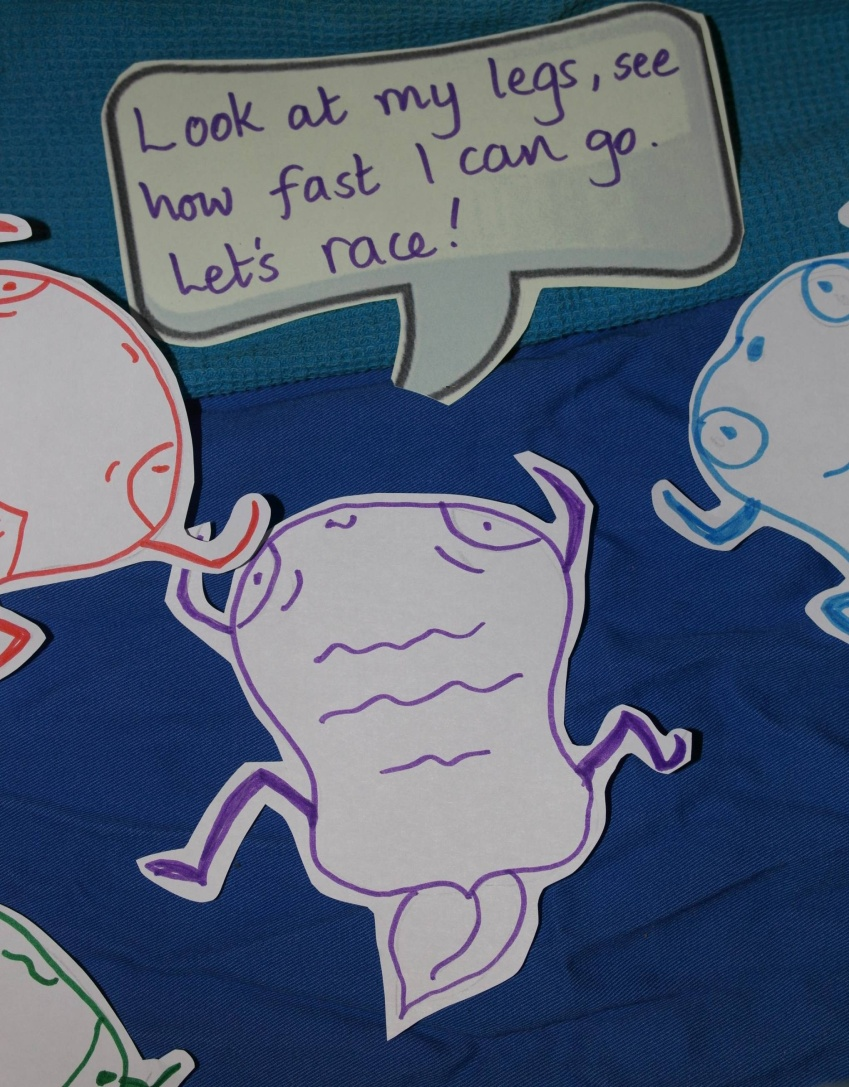 Look at my legs, see
how fast I can go.
Let's race!